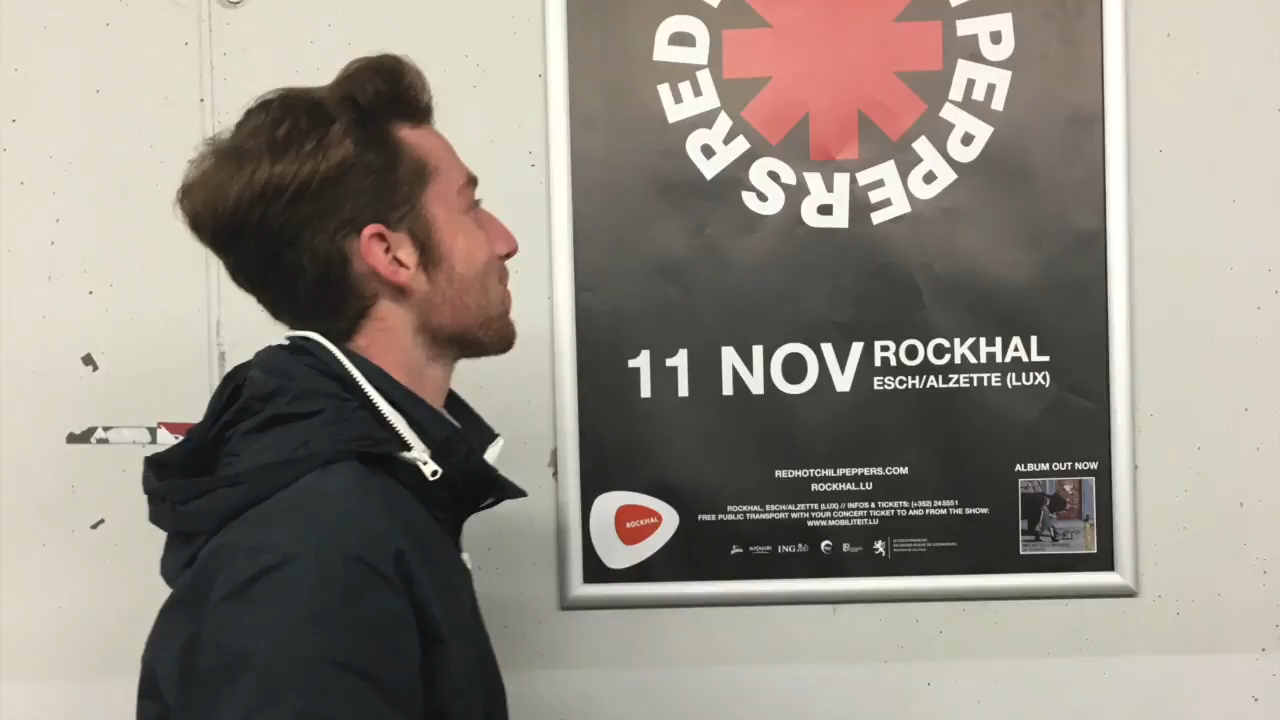 RED
PEPPERS
11 NOV
ROCKHAL
ESCH/ALZETTE (LUX)
REDHOTCHILIPEPPERS.COM
ROCKHAL.LU
ALBUM OUT NOW
ROCKHAL, ESCH/ALZETTE (LUX) // INFOS & TICKETS: (+352) 245551
FREE PUBLIC TRANSPORT WITH YOUR CONCERT TICKET TO AND FROM THE SHOW:
WWW.MOBILITEIT.LU
ROCKHAL
ING